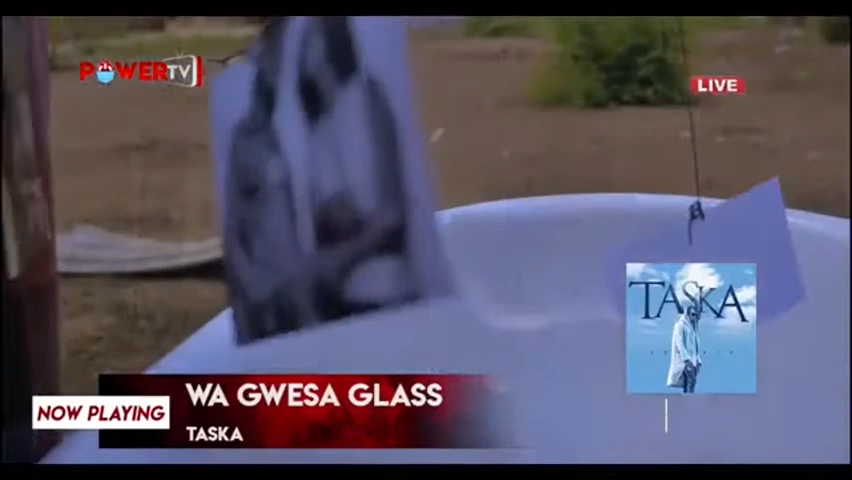 POWERTV
LIVE
TASKA
WA GWESA GLASS
NOW PLAYING
TASKA